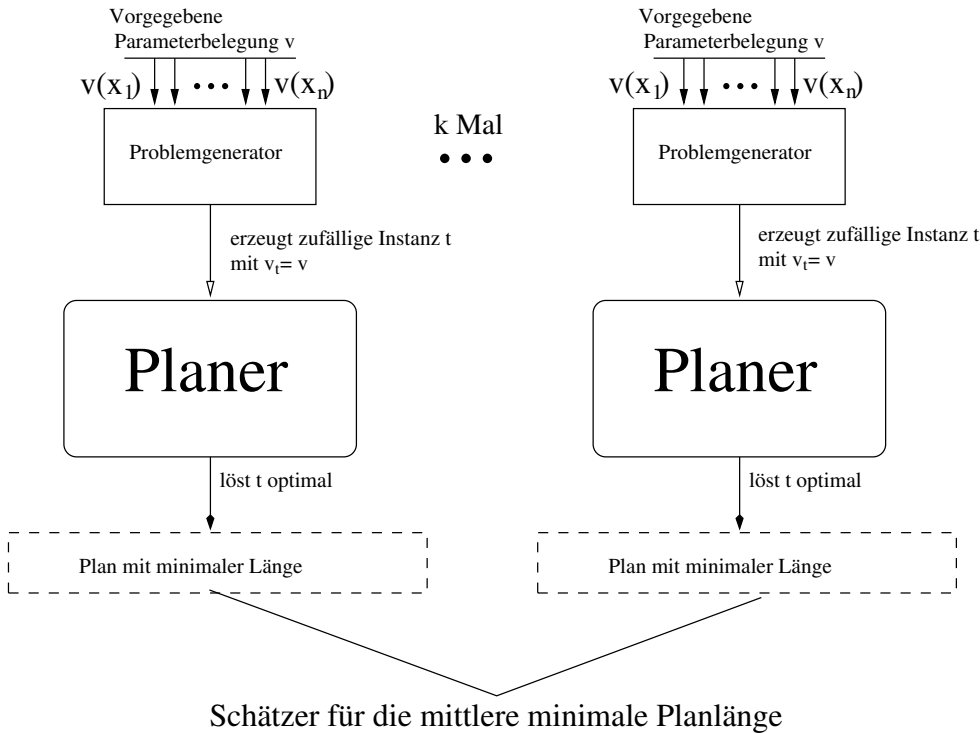 Vorgegebene
Parameterbelegung v
v(x1) ••• v(xn)
Problemgenerator
erzeugt zufällige Instanz t
mit vt= v
Planer
löst t optimal
Plan mit minimaler Länge
k Mal
•••
Vorgegebene
Parameterbelegung v
v(x1) ••• v(xn)
Problemgenerator
erzeugt zufällige Instanz t
mit vt= v
Planer
löst t optimal
Plan mit minimaler Länge
Schätzer für die mittlere minimale Planlänge